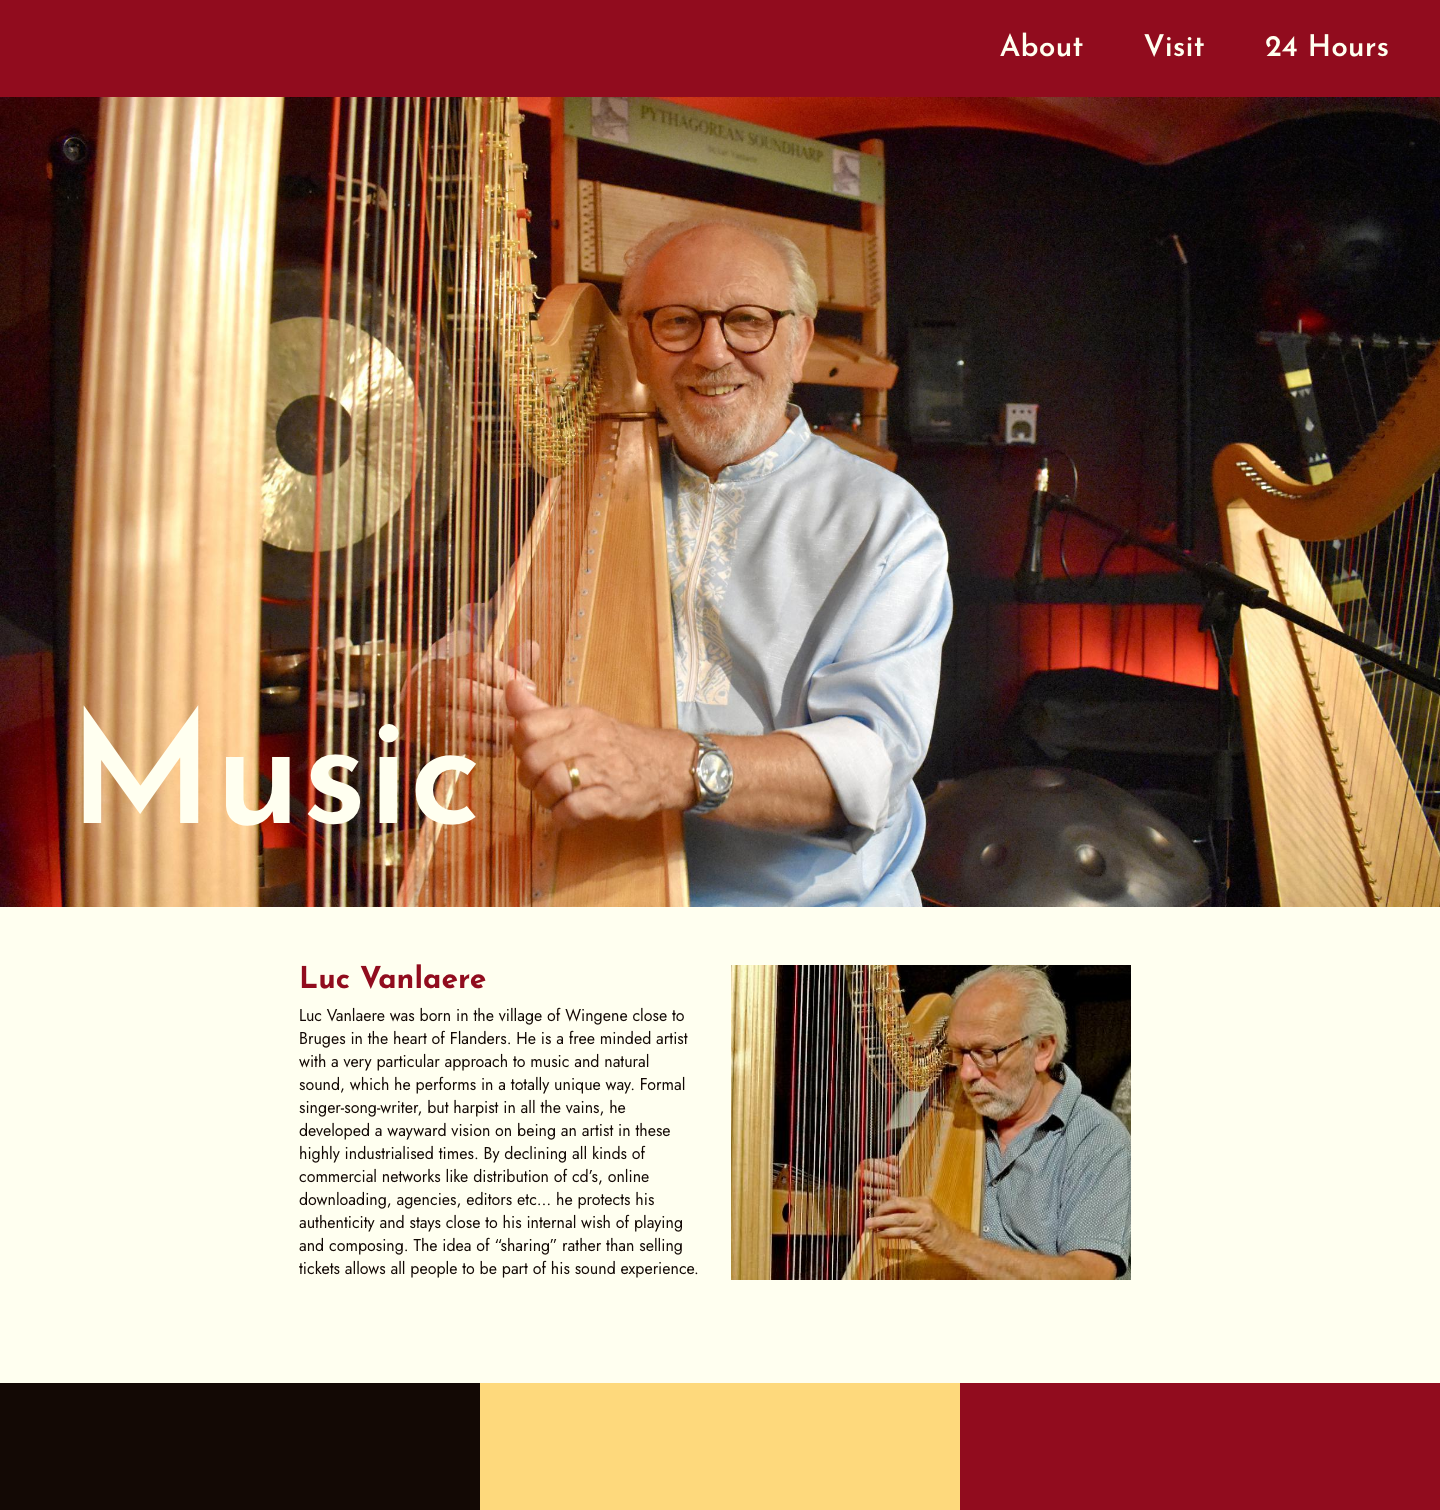 About Visit 24 Hours
PYTHAGOREAN SOUNDHARP
by Luc Vanlaere
Music
Luc Vanlaere
Luc Vanlaere was born in the village of Wingene close to
Bruges in the heart of Flanders. He is a free minded artist
with a very particular approach to music and natural
sound, which he performs in a totally unique way. Formal
singer-song-writer, but harpist in all the vains, he
developed a wayward vision on being an artist in these
highly industrialised times. By declining all kinds of
commercial networks like distribution of cd’s, online
downloading, agencies, editors etc… he protects his
authenticity and stays close to his internal wish of playing
and composing. The idea of “sharing” rather than selling
tickets allows all people to be part of his sound experience.